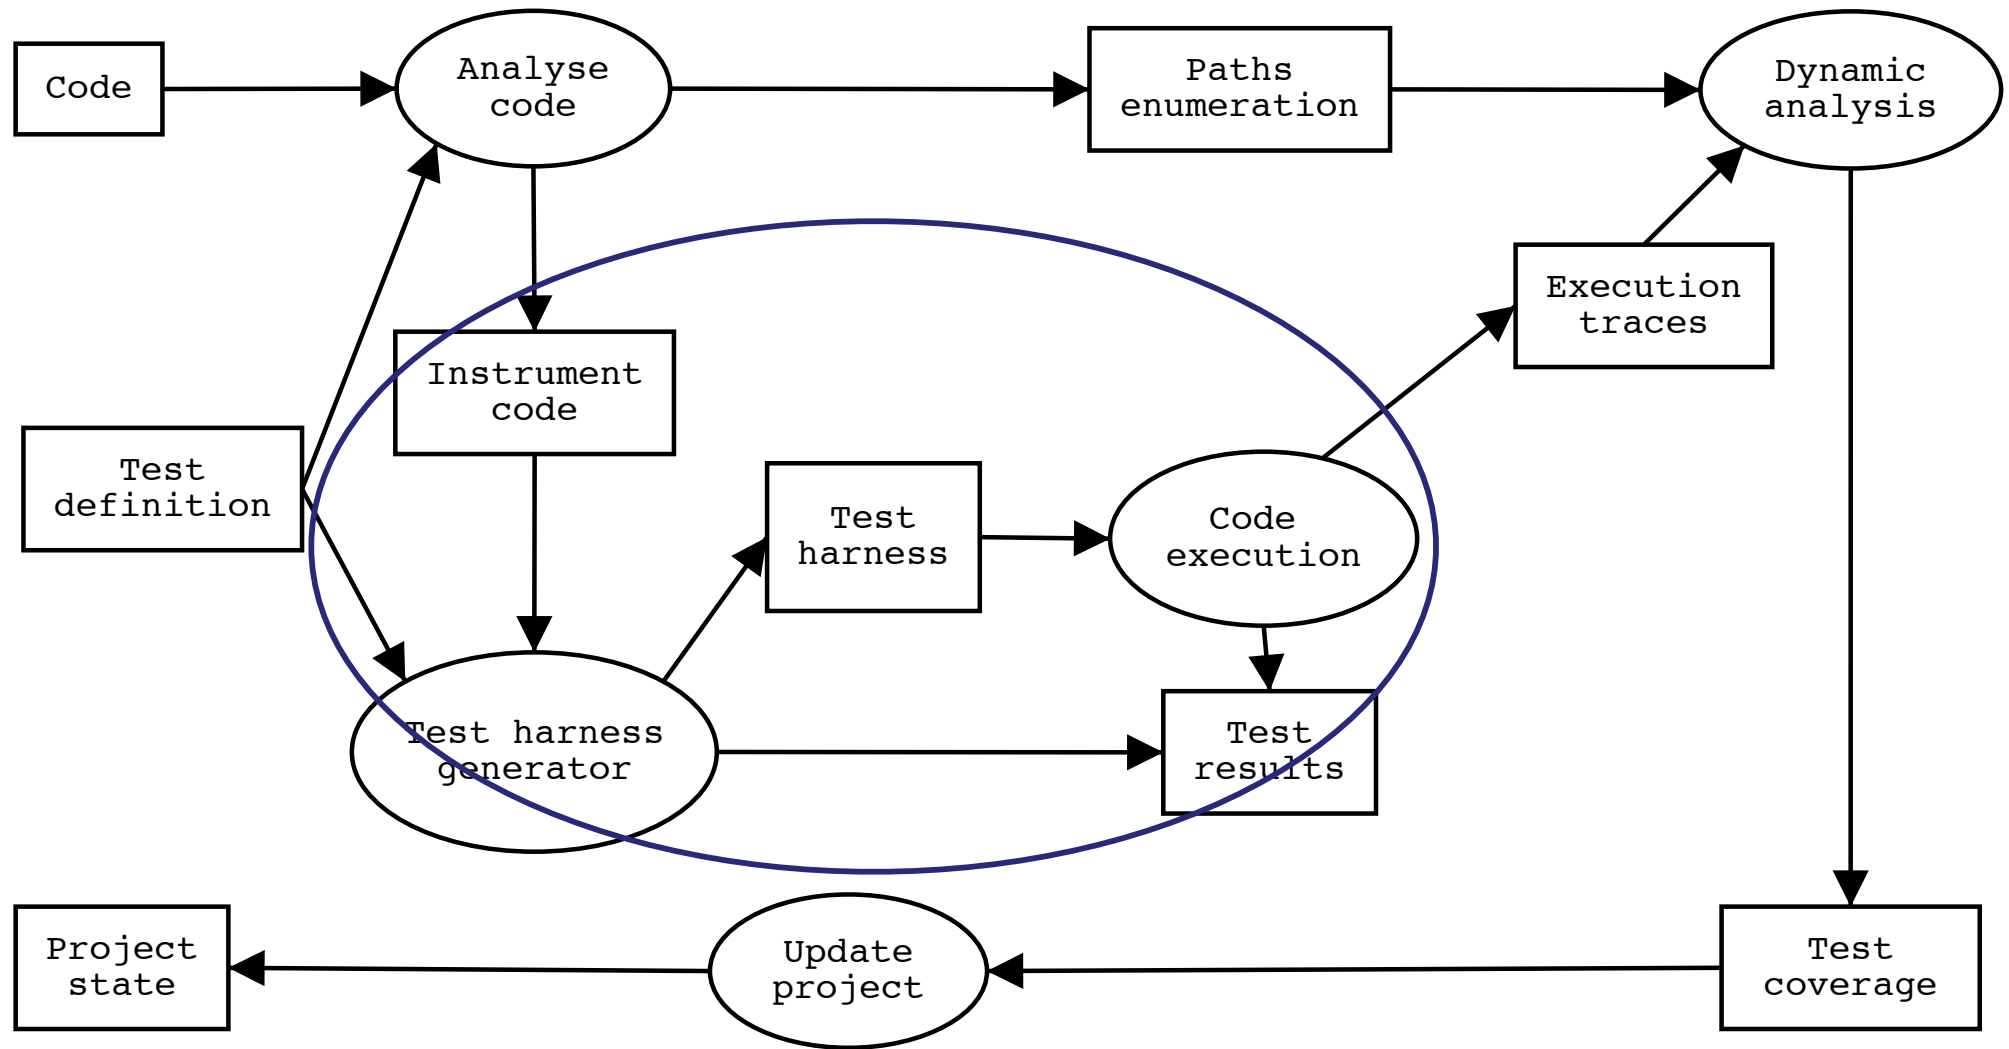 Code
Analyse
code
Paths
enumeration
Dynamic
analysis
Execution
traces
Instrument
code
Test
definition
Test
harness
Code
execution
Test harness
generator
Test
results
Project
state
Update
project
Test
coverage